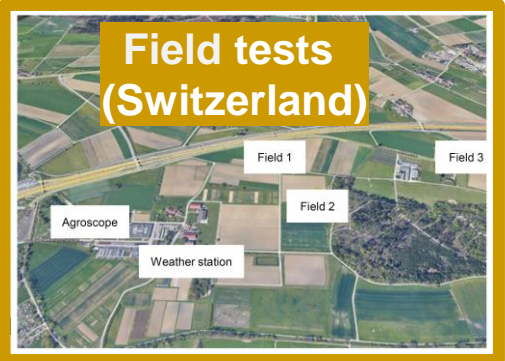 Field tests
(Switzerland)
Field 1
Field 3
Field 2
Agroscope
Weather station